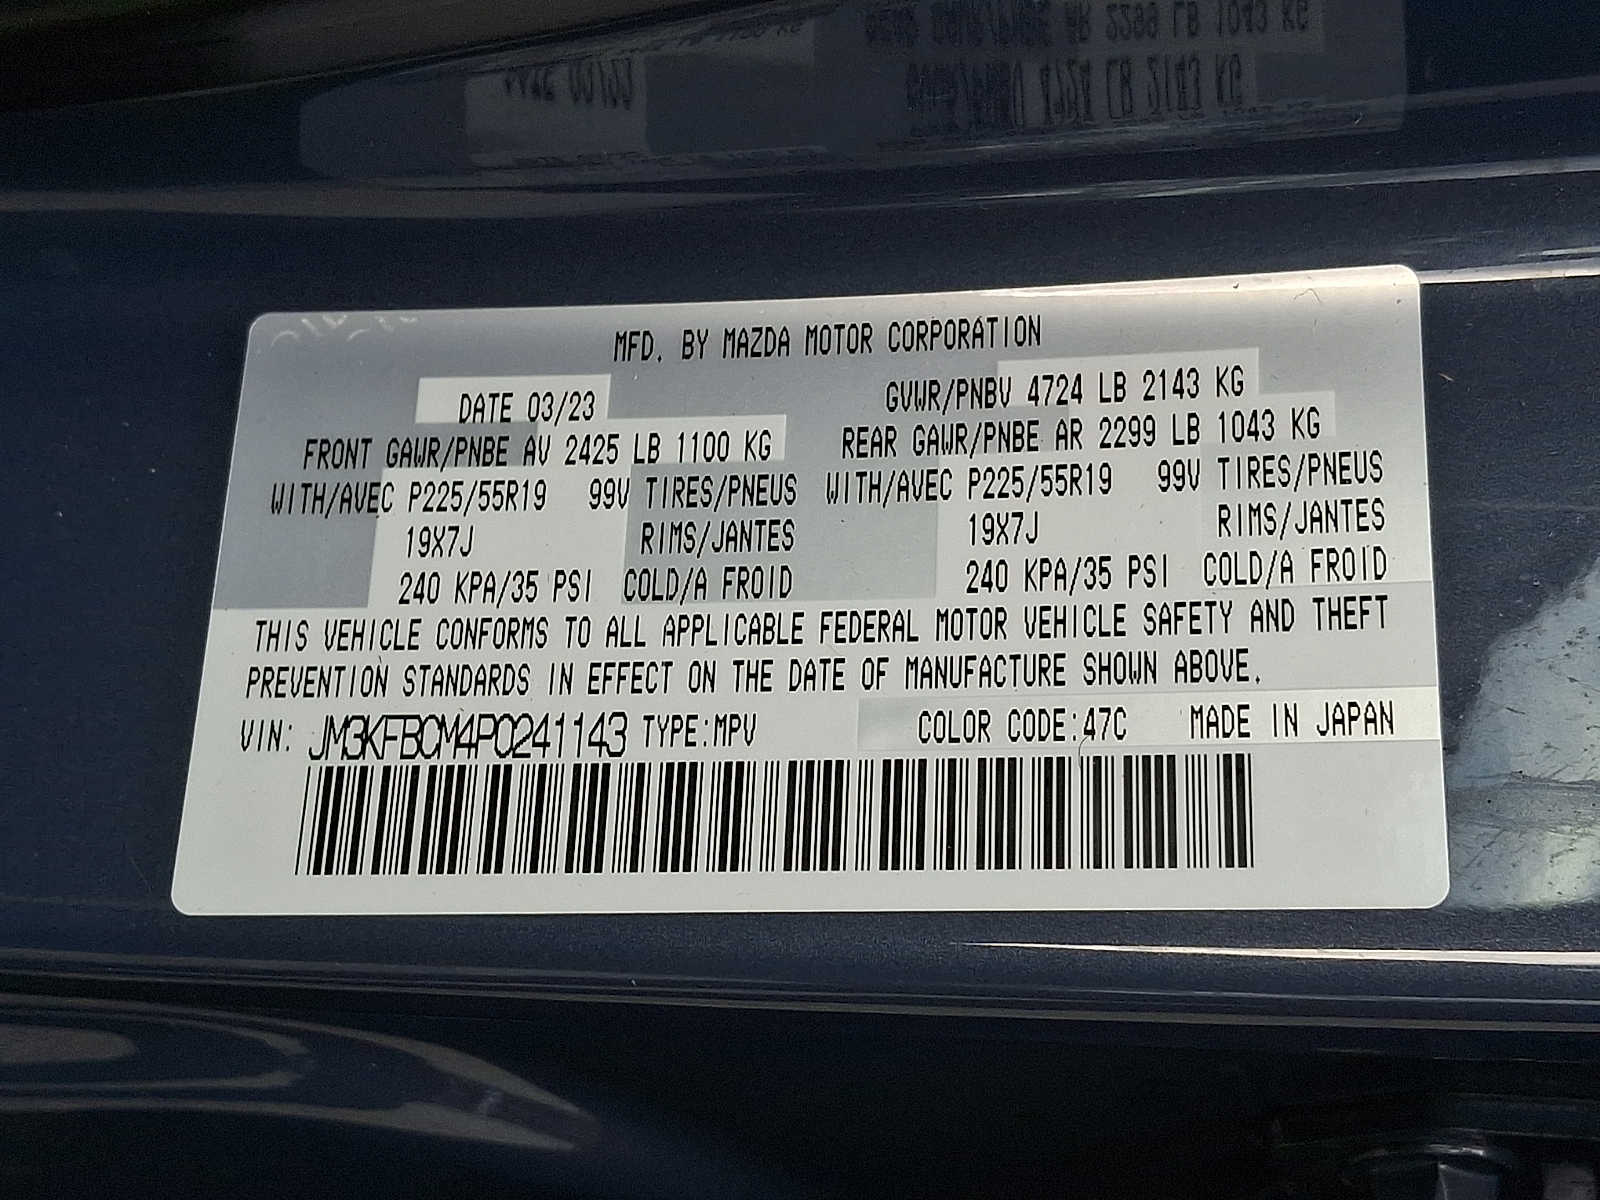 MFD. BY MAZDA MOTOR CORPORATION
DATE 03/23 GVWR/PNBV 4724 LB 2143 KG
FRONT GAWR/PNBE AV 2425 LB 1100 KG REAR GAWR/PNBE AR 2299 LB 1043 KG
WITH/AVEC P225/55R19 99V TIRES/PNEUS WITH/AVEC P225/55R19 99V TIRES/PNEUS
19X7J RIMS/JANTES 19X7J RIMS/JANTES
240 KPA/35 PSI COLD/A FROID 240 KPA/35 PSI COLD/A FROID
THIS VEHICLE CONFORMS TO ALL APPLICABLE FEDERAL MOTOR VEHICLE SAFETY AND THEFT
PREVENTION STANDARDS IN EFFECT ON THE DATE OF MANUFACTURE SHOWN ABOVE.
VIN: JM3KFBCM4P0241143 TYPE:MPV COLOR CODE:47C MADE IN JAPAN